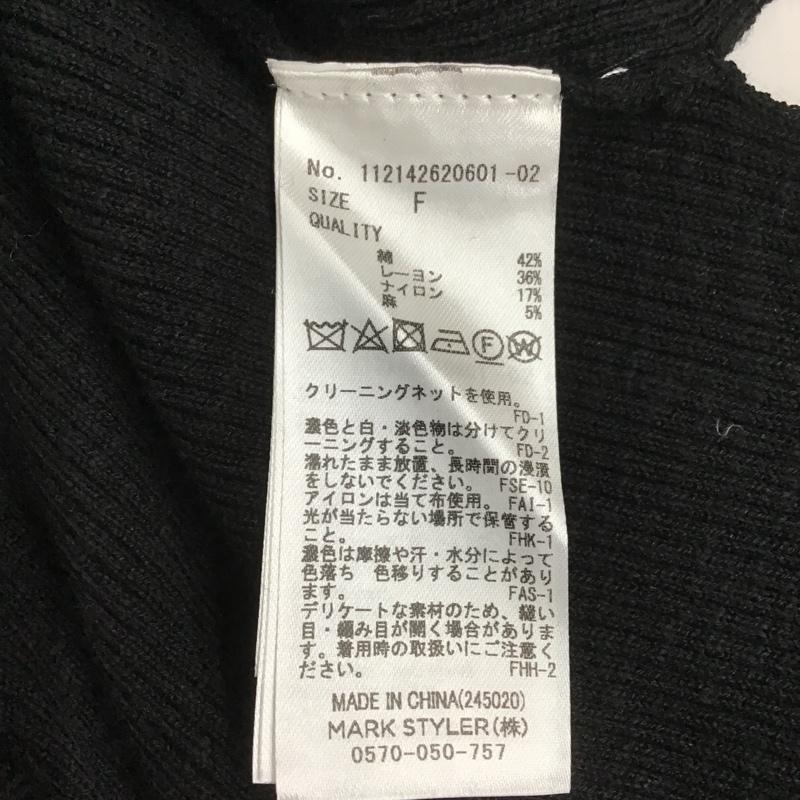 No. 112142620601-02
SIZE F
QUALITY
綿 42%
レーヨン 36%
ナイロン 17%
麻 5%
F
W
クリーニングネットを使用。
FD-1
濃色と白・淡色物は分けてクリ
ーニングすること。 FD-2
濡れたまま放置、長時間の浸漬
をしないでください。 FSE-10
アイロンは当て布使用。 FAI-1
光が当たらない場所で保管する
こと。 FHK-1
濃色は摩擦や汗・水分によって
色落ち 色移りすることがあり
ます。 FAS-1
デリケートな素材のため、縫い
目・編み目が開く場合がありま
す。着用時の取扱いにご注意く
ださい。 FHH-2
MADE IN CHINA(245020)
MARK STYLER(株)
0570-050-757